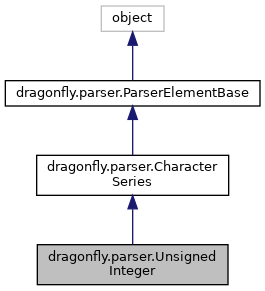 object
dragonfly.parser.ParserElementBase
dragonfly.parser.Character
Series
dragonfly.parser.Unsigned
Integer